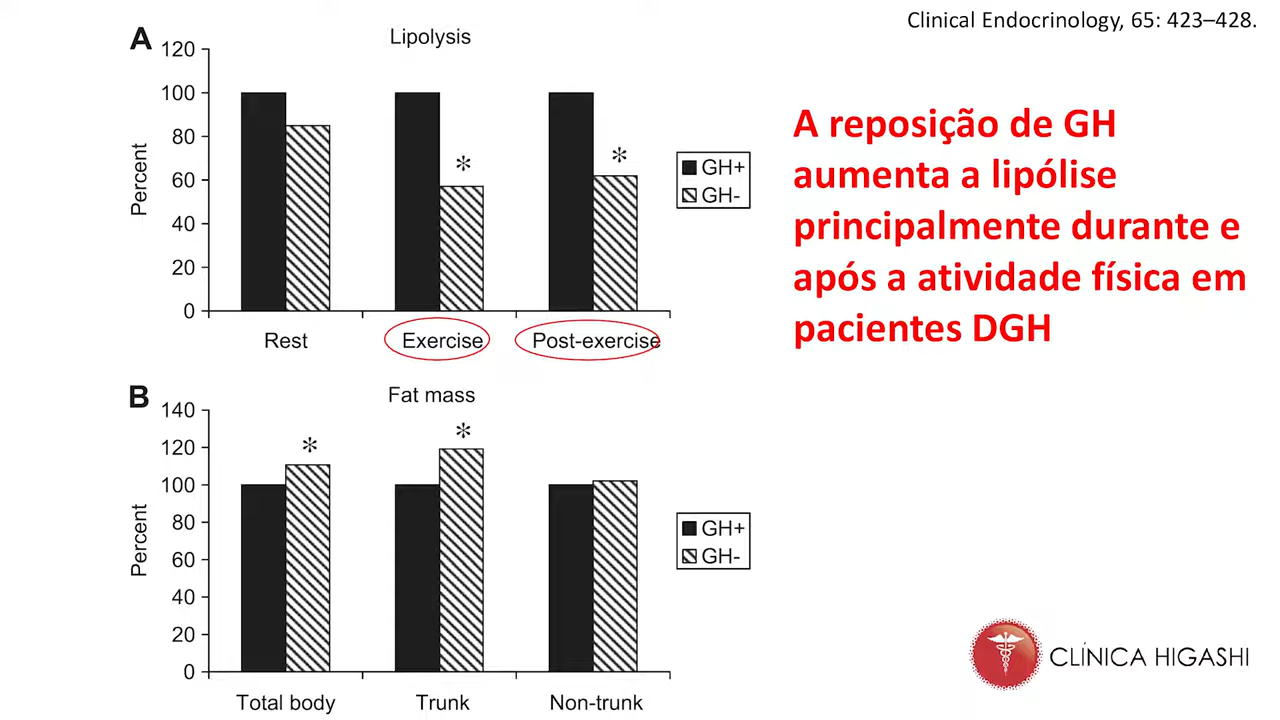 Clinical Endocrinology, 65: 423–428.
A
Lipolysis
Percent
120
100
80
60
40
20
0
*
*
Rest
Exercise
Post-exercise
GH+
GH-
A reposição de GH
aumenta a lipólise
principalmente durante e
após a atividade física em
pacientes DGH
B
Fat mass
Percent
140
120
100
80
60
40
20
0
*
*
Total body
Trunk
Non-trunk
GH+
GH-
CLÍNICA HIGASHI